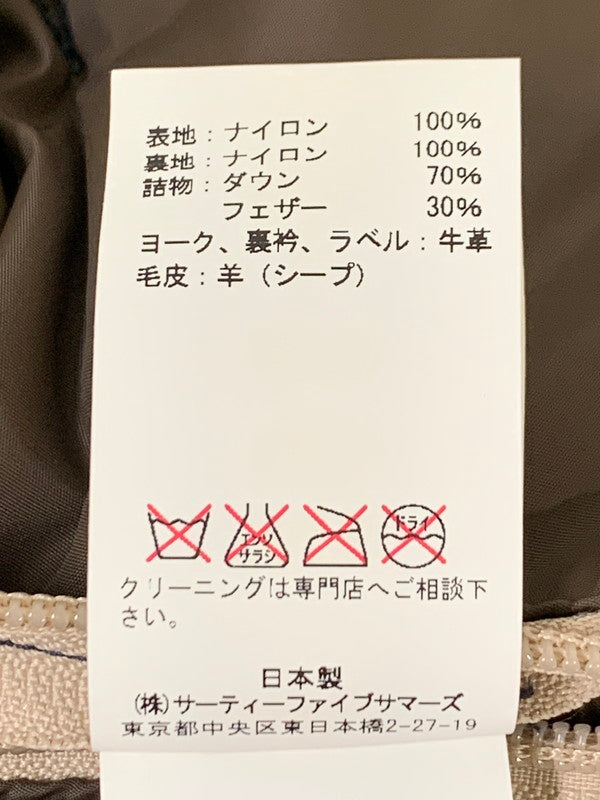 表地：ナイロン 100%
裏地：ナイロン 100%
詰物：ダウン 70%
フェザー 30%
ヨーク、裏衿、ラベル：牛革
毛皮：羊（シープ）
エンソ サラシ ドライ
クリーニングは専門店へご相談下
さい。
日本製
（株）サーティーファイブサマーズ
東京都中央区東日本橋2-27-19